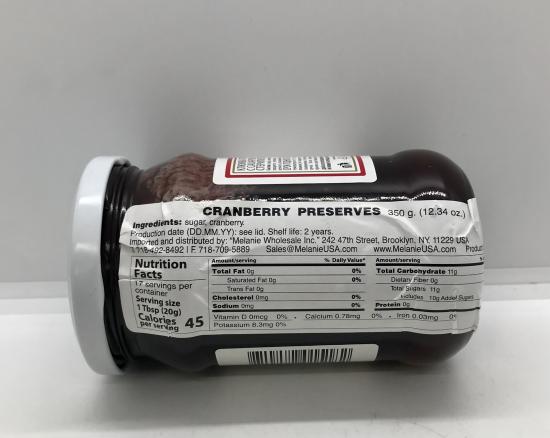 CRANBERRY PRESERVES 350 g. (12.34 oz.)
Ingredients: sugar, cranberry.
Production date (DD.MM.YY): see lid. Shelf life: 2 years.
Imported and distributed by: "Melanie Wholesale Inc." 242 47th Street, Brooklyn, NY 11229 USA
F. 718-709-5889 Sales@MelanieUSA.com www.MelanieUSA.com Product
Nutrition
Facts
17 servings per
container
Serving size
1 Tbsp (20g)
Calories
per serving 45
Amount/serving % Daily Value*
Total Fat 0g 0%
Saturated Fat 0g 0%
Trans Fat 0g
Cholesterol 0mg 0%
Sodium 0mg 0%
Amount/serving
Total Carbohydrate 11g
Dietary Fiber 0g
Total Sugars 11g
Includes 10g Added Sugars
Protein 0g
Vitamin D 0mcg 0% • Calcium 0.78mg 0% • Iron 0.03mg 0%
Potassium 8.3mg 0%